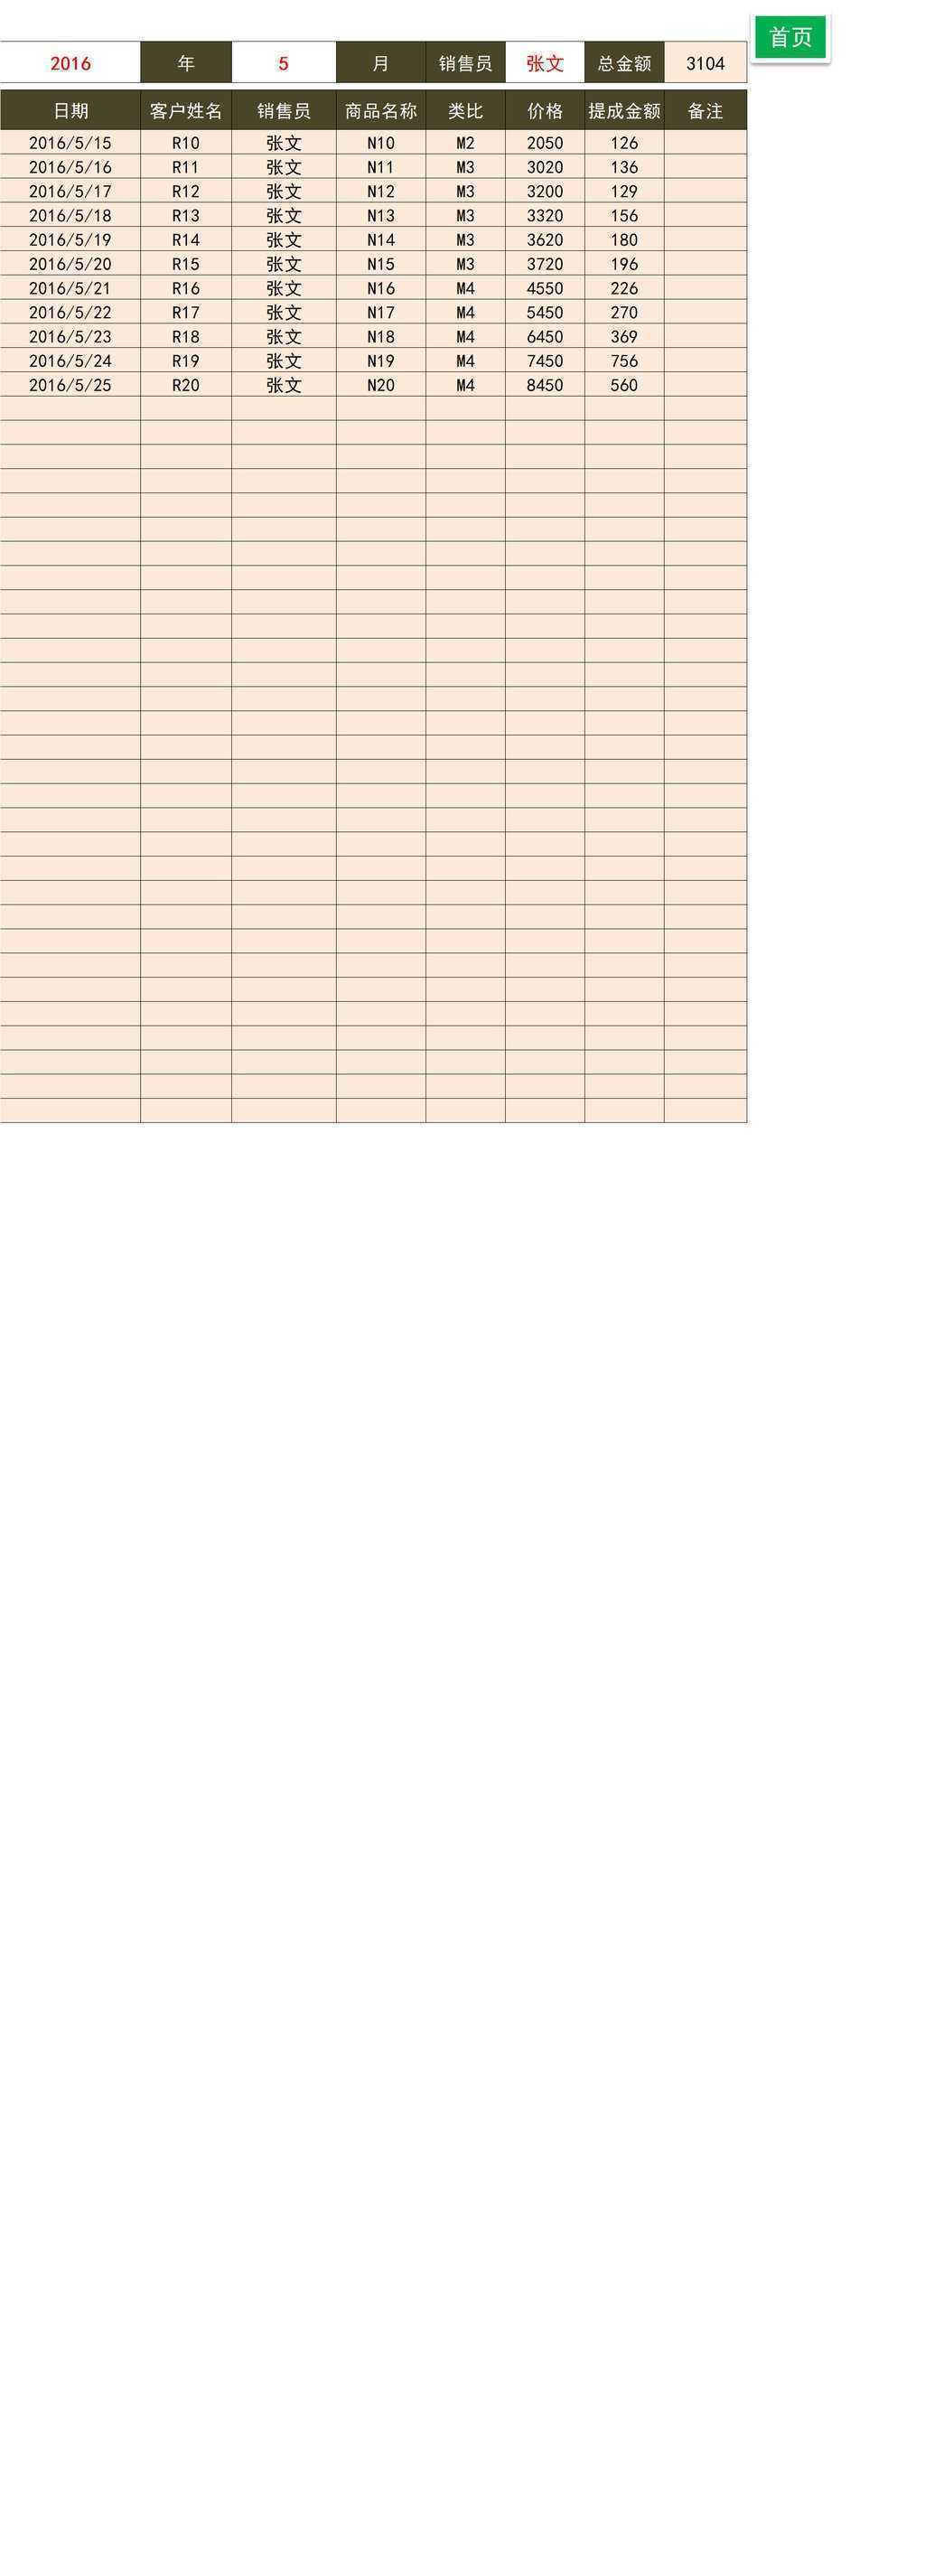 首页
2016 年 5 月 销售员 张文 总金额 3104
日期 客户姓名 销售员 商品名称 类比 价格 提成金额 备注
2016/5/15 R10 张文 N10 M2 2050 126
2016/5/16 R11 张文 N11 M3 3020 136
2016/5/17 R12 张文 N12 M3 3200 129
2016/5/18 R13 张文 N13 M3 3320 156
2016/5/19 R14 张文 N14 M3 3620 180
2016/5/20 R15 张文 N15 M3 3720 196
2016/5/21 R16 张文 N16 M4 4550 226
2016/5/22 R17 张文 N17 M4 5450 270
2016/5/23 R18 张文 N18 M4 6450 369
2016/5/24 R19 张文 N19 M4 7450 756
2016/5/25 R20 张文 N20 M4 8450 560